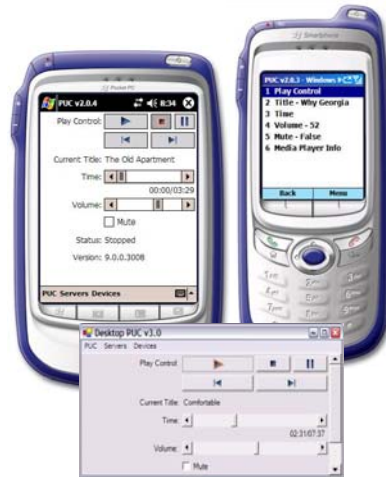 Pocket PC
PUC v2.0.4
8:34
Play Control:
Current Title: The Old Apartment
Time:
00:00/03:29
Volume:
Mute
Status: Stopped
Version: 9.0.0.3008
PUC Servers Devices
Smartphone
PUC v2.0.3 - Windows
1 Play Control
2 Title - Why Georgia
3 Time
4 Volume - 52
5 Mute - False
6 Media Player Info
Back Menu
Desktop PUC v3.0
PUC Servers Devices
Play Control
Current Title: Comfortable
Time:
02:31/07:37
Volume:
Mute